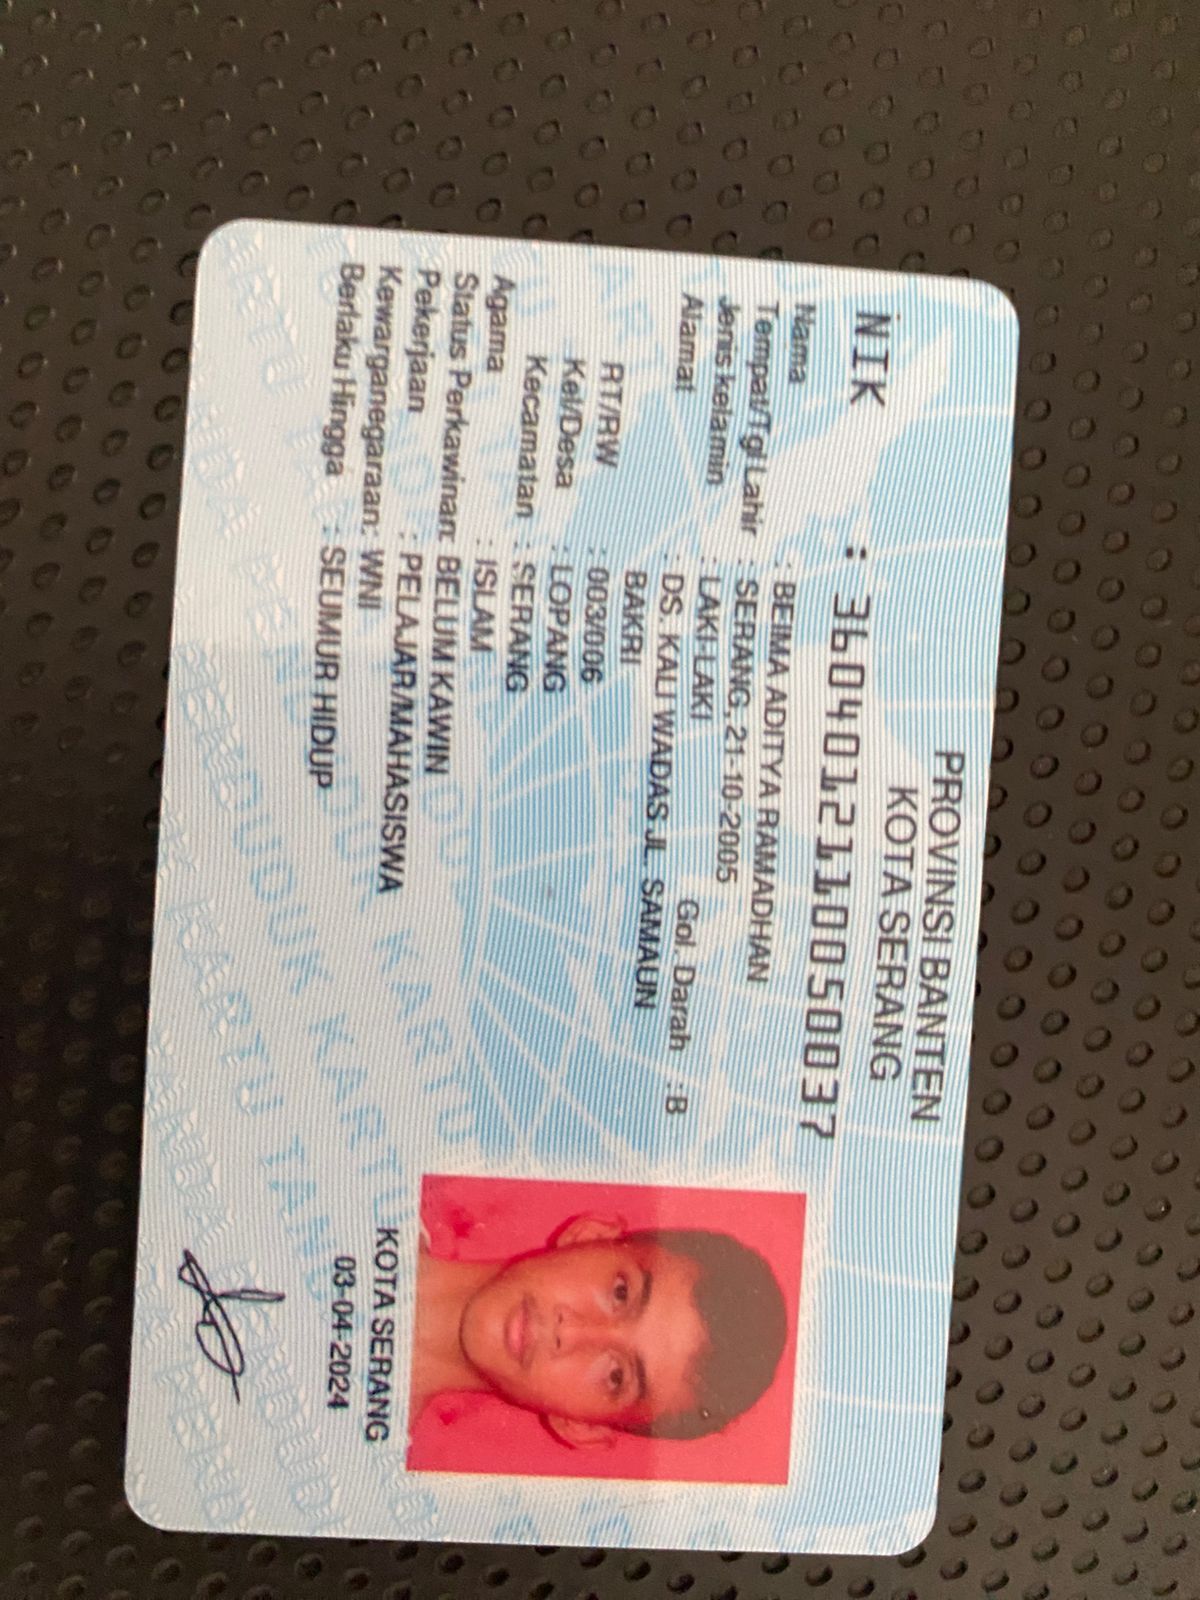 PROVINSI BANTEN
KOTA SERANG
NIK : 3604012110050037
Nama : BEIMA ADITYA RAMADHAN
Tempat/Tgl Lahir : SERANG, 21-10-2005
Jenis kelamin : LAKI-LAKI Gol. Darah :B
Alamat : DS. KALI WADAS JL. SAMAUN
BAKRI
RT/RW : 003/006
Kel/Desa : LOPANG
Kecamatan : SERANG
Agama : ISLAM
Status Perkawinan: BELUM KAWIN
Pekerjaan : PELAJAR/MAHASISWA
Kewarganegaraan: WNI
Berlaku Hingga : SEUMUR HIDUP
KOTA SERANG
03-04-2024